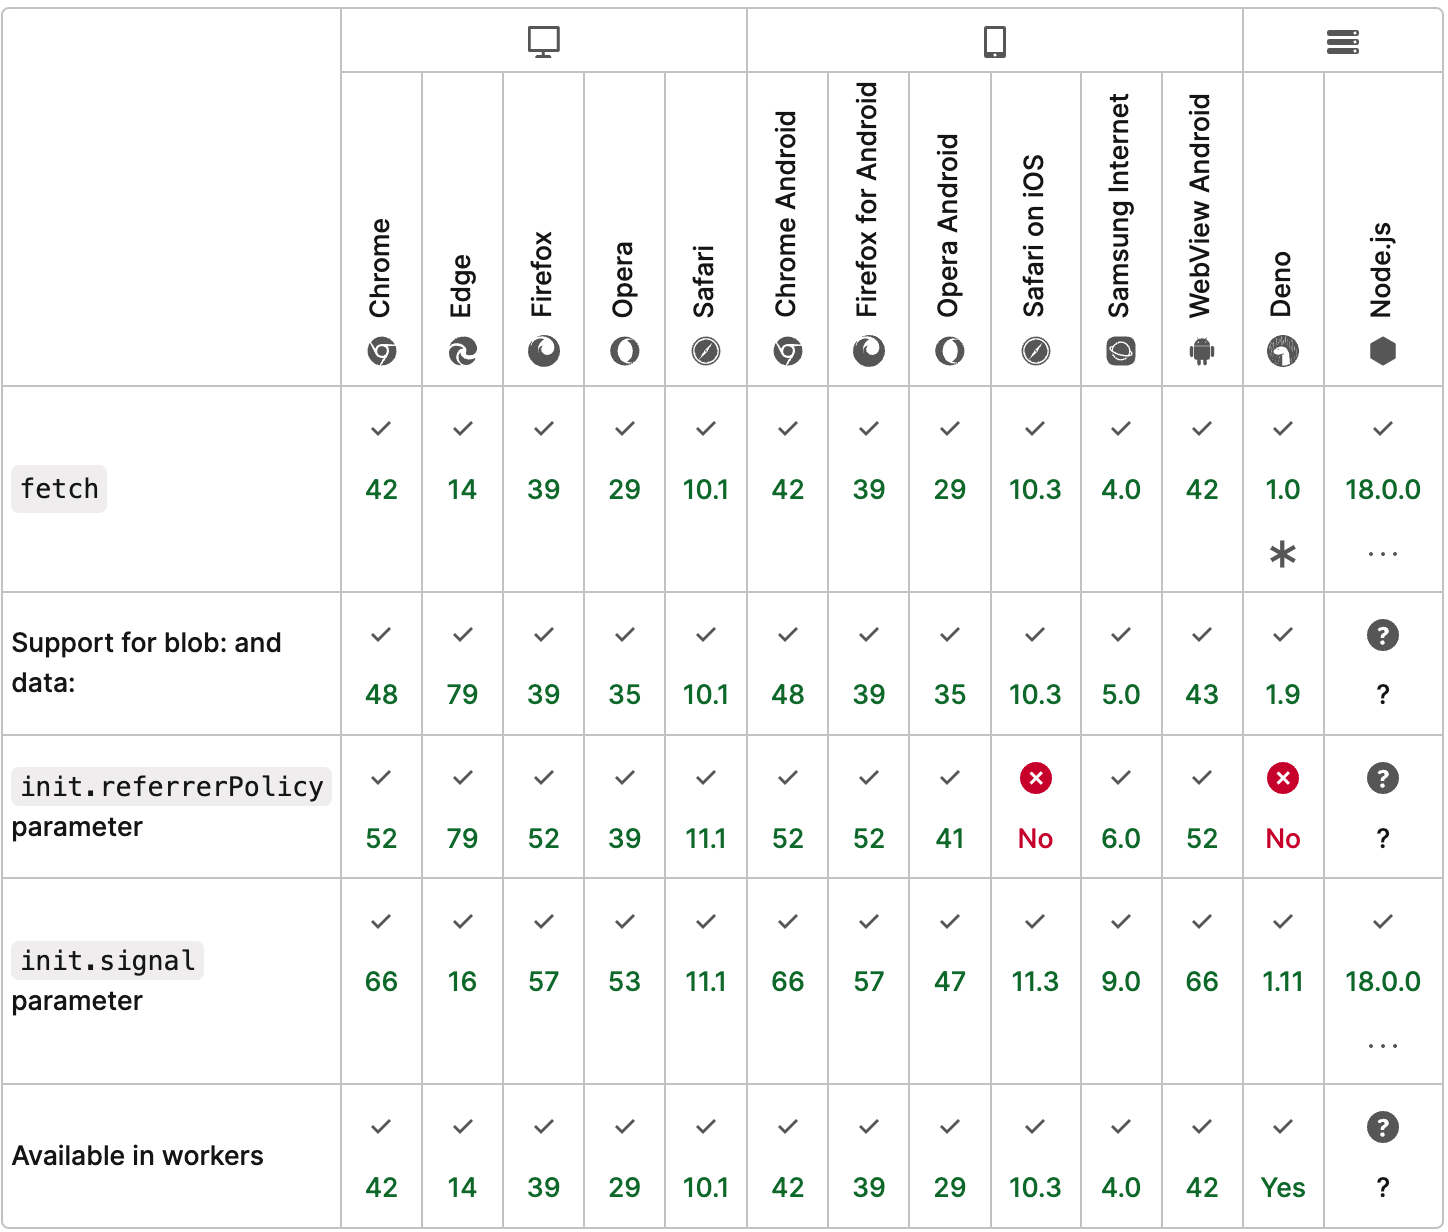 Chrome
Edge
Firefox
Opera
Safari
Chrome Android
Firefox for Android
Opera Android
Safari on iOS
Samsung Internet
WebView Android
Deno
Node.js
fetch
42 14 39 29 10.1 42 39 29 10.3 4.0 42 1.0 18.0.0
* ...
Support for blob: and
data:
48 79 39 35 10.1 48 39 35 10.3 5.0 43 1.9 ?
init.referrerPolicy
parameter
52 79 52 39 11.1 52 52 41 No 6.0 52 No ?
init.signal
parameter
66 16 57 53 11.1 66 57 47 11.3 9.0 66 1.11 18.0.0
...
Available in workers
42 14 39 29 10.1 42 39 29 10.3 4.0 42 Yes ?